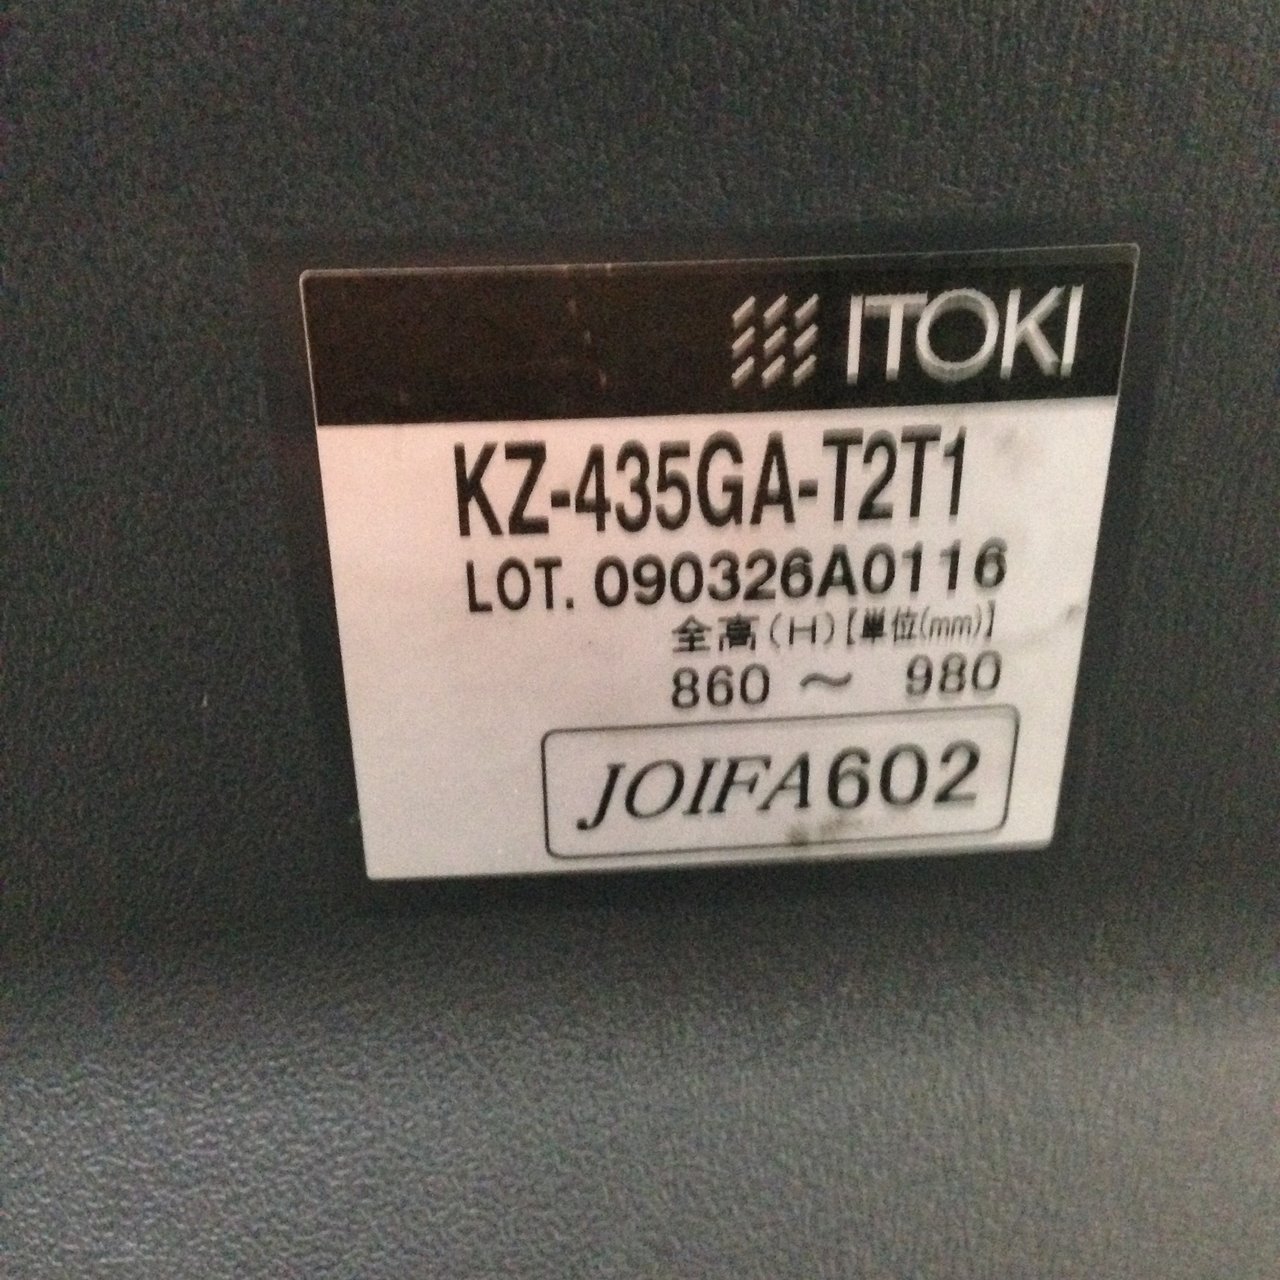 ITOKI
KZ-435GA-T2T1
LOT. 090326A0116
全高(H)[単位(mm)]
860 ～ 980
JOIFA602